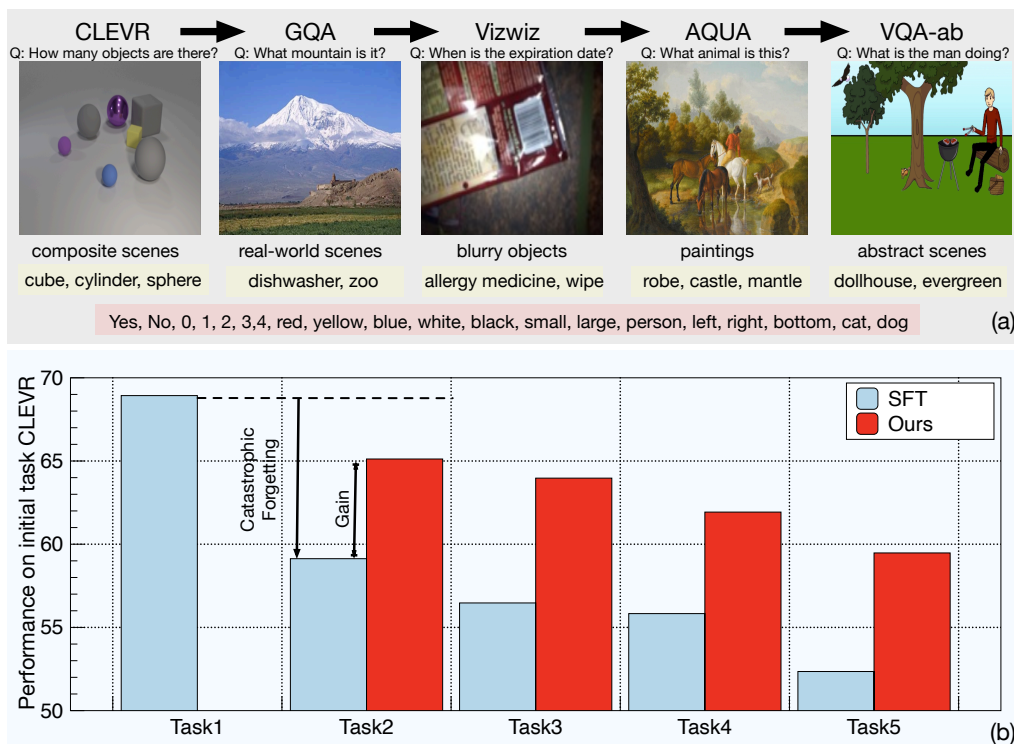 CLEVR GQA Vizwiz AQUA VQA-ab
Q: How many objects are there? Q: What mountain is it? Q: When is the expiration date? Q: What animal is this? Q: What is the man doing?
composite scenes real-world scenes blurry objects paintings abstract scenes
cube, cylinder, sphere dishwasher, zoo allergy medicine, wipe robe, castle, mantle dollhouse, evergreen
Yes, No, 0, 1, 2, 3,4, red, yellow, blue, white, black, small, large, person, left, right, bottom, cat, dog
(a)
Performance on initial task CLEVR
70
65
60
55
50
SFT
Ours
Catastrophic
Forgetting
Gain
Task1 Task2 Task3 Task4 Task5
(b)